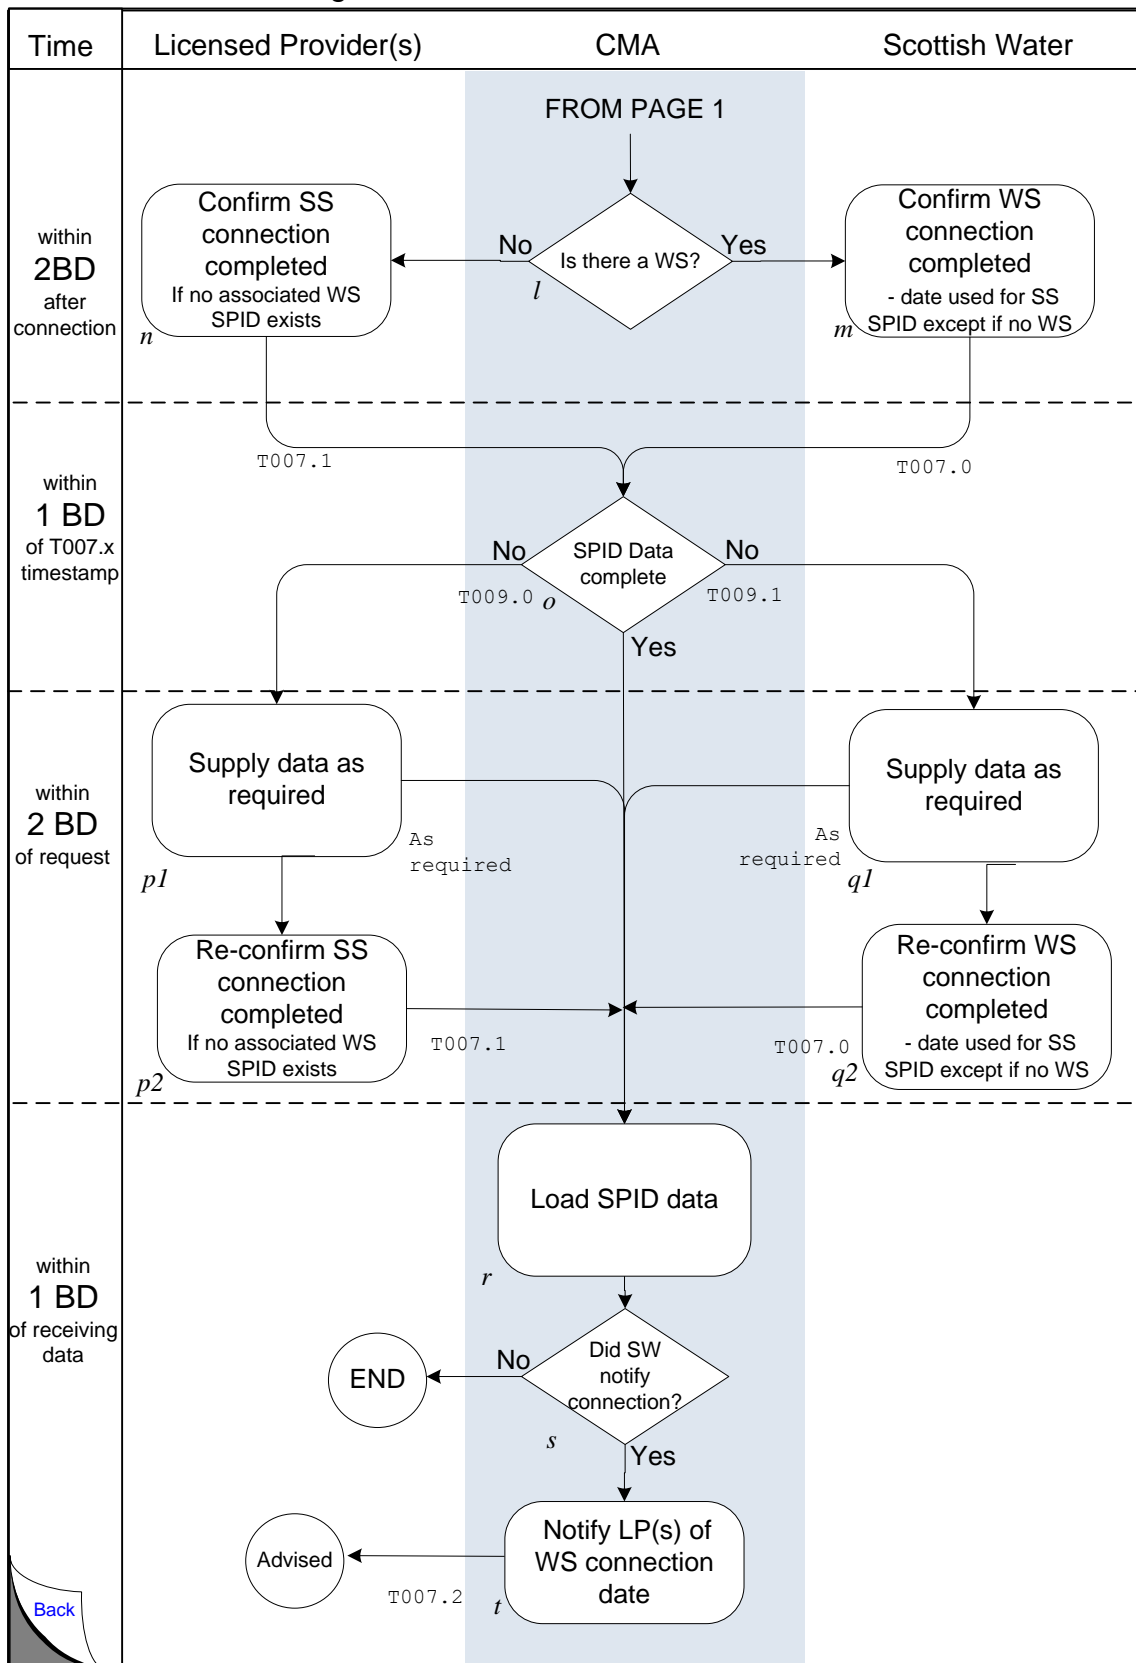 Time
Licensed Provider(s)
CMA
Scottish Water
FROM PAGE 1
within
2BD
after
connection
Confirm SS
connection
completed
If no associated WS
SPID exists
n
No
Is there a WS?
Yes
l
Confirm WS
connection
completed
- date used for SS
SPID except if no WS
m
T007.1
T007.0
within
1 BD
of T007.x
timestamp
No
SPID Data
complete
No
T009.0
o
T009.1
Yes
within
2 BD
of request
Supply data as
required
As
required
p1
Supply data as
required
As
required
q1
Re-confirm SS
connection
completed
If no associated WS
SPID exists
p2
T007.1
Re-confirm WS
connection
completed
- date used for SS
SPID except if no WS
T007.0
q2
within
1 BD
of receiving
data
Load SPID data
r
Did SW
notify
connection?
No
END
s
Yes
Notify LP(s) of
WS connection
date
Advised
T007.2
t
Back